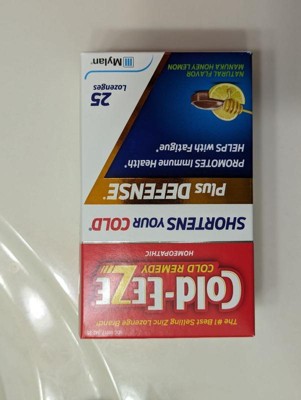 The #1 Best Selling Zinc Lozenge Brand
Cold-EEZE
COLD REMEDY
HOMEOPATHIC
SHORTENS YOUR COLD.
Plus DEFENSE
PROMOTES Immune Health*
HELPS with Fatigue*
NATURAL FLAVOR
MANUKA HONEY LEMON
25
Lozenges
Mylan